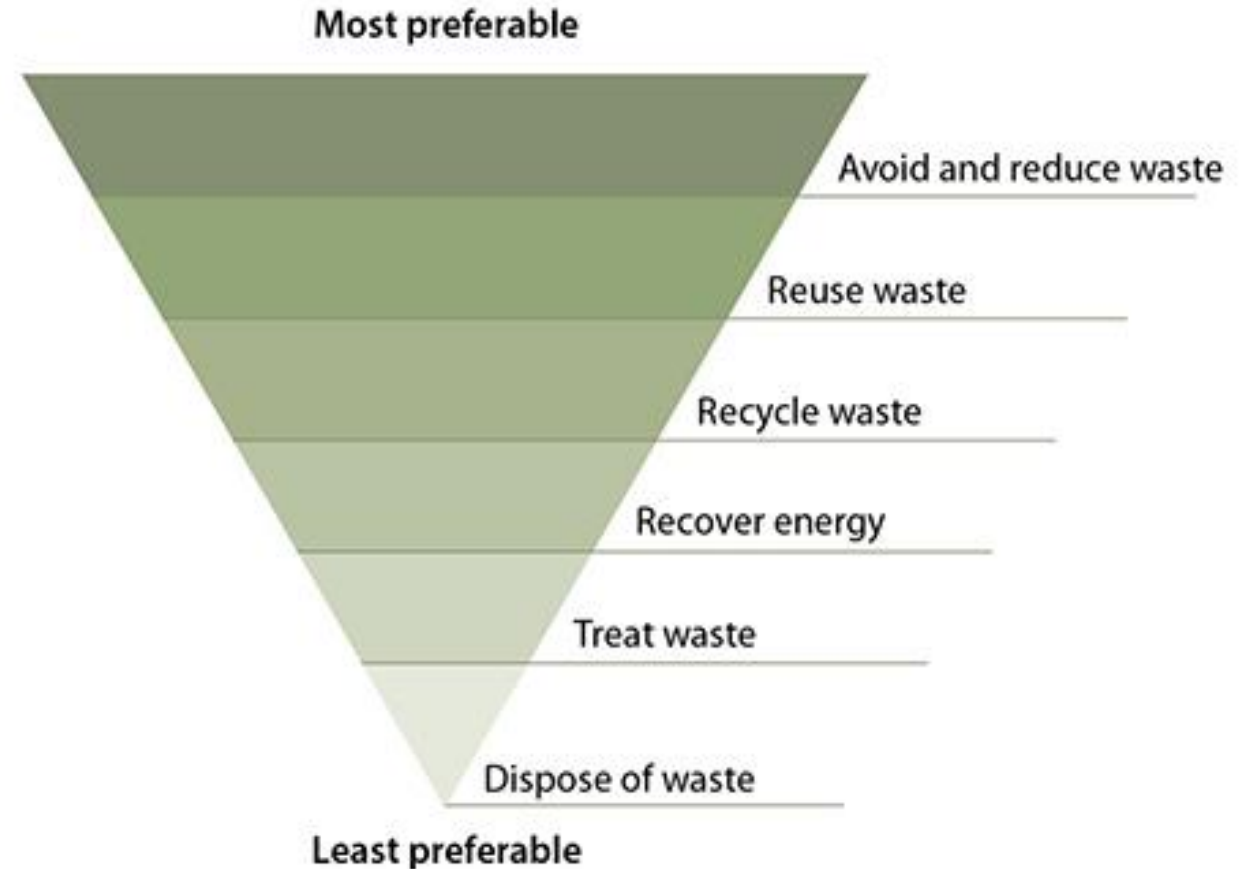 Most preferable
Avoid and reduce waste
Reuse waste
Recycle waste
Recover energy
Treat waste
Dispose of waste
Least preferable